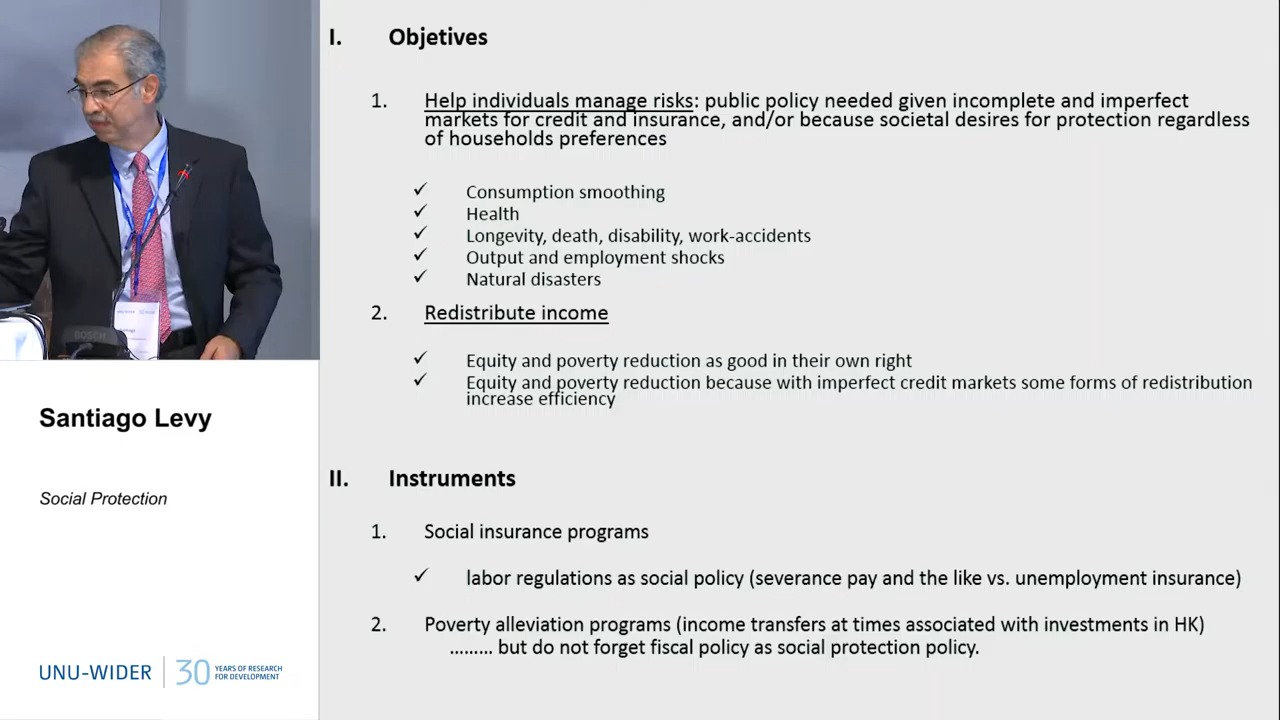 I. Objetives
1. Help individuals manage risks: public policy needed given incomplete and imperfect
markets for credit and insurance, and/or because societal desires for protection regardless
of households preferences
✓ Consumption smoothing
✓ Health
✓ Longevity, death, disability, work-accidents
✓ Output and employment shocks
✓ Natural disasters
2. Redistribute income
✓ Equity and poverty reduction as good in their own right
✓ Equity and poverty reduction because with imperfect credit markets some forms of redistribution
increase efficiency
II. Instruments
1. Social insurance programs
✓ labor regulations as social policy (severance pay and the like vs. unemployment insurance)
2. Poverty alleviation programs (income transfers at times associated with investments in HK)
......... but do not forget fiscal policy as social protection policy.
BOSCH
Santiago Levy
Social Protection
UNU-WIDER
30 YEARS OF RESEARCH
FOR DEVELOPMENT